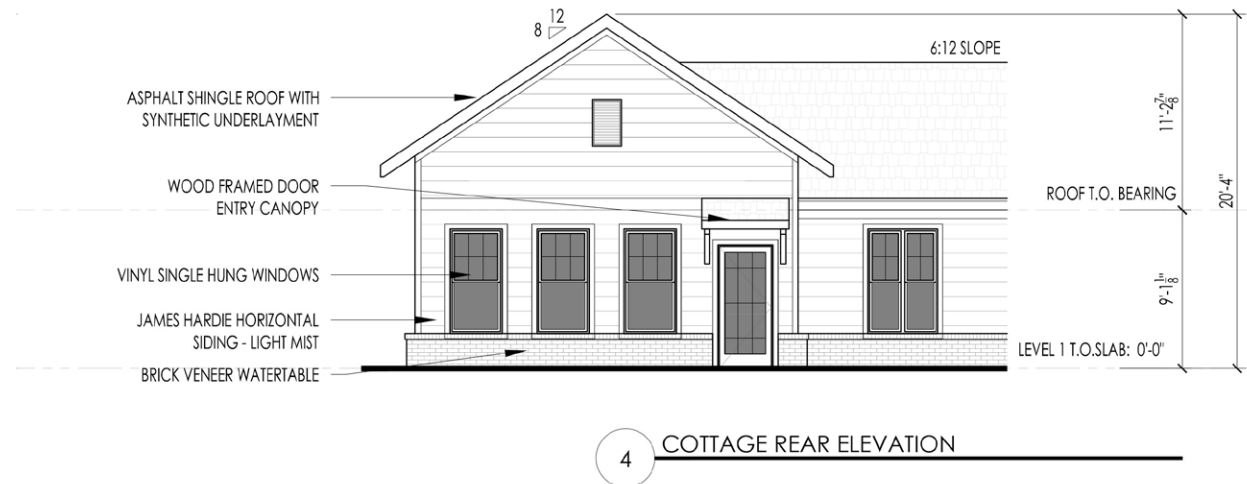 12
8
6:12 SLOPE
ASPHALT SHINGLE ROOF WITH
SYNTHETIC UNDERLAYMENT
11'-2⅞"
WOOD FRAMED DOOR
ENTRY CANOPY
ROOF T.O. BEARING
20'-4"
VINYL SINGLE HUNG WINDOWS
9'-1⅛"
JAMES HARDIE HORIZONTAL
SIDING - LIGHT MIST
LEVEL 1 T.O.SLAB: 0'-0"
BRICK VENEER WATERTABLE
4
COTTAGE REAR ELEVATION